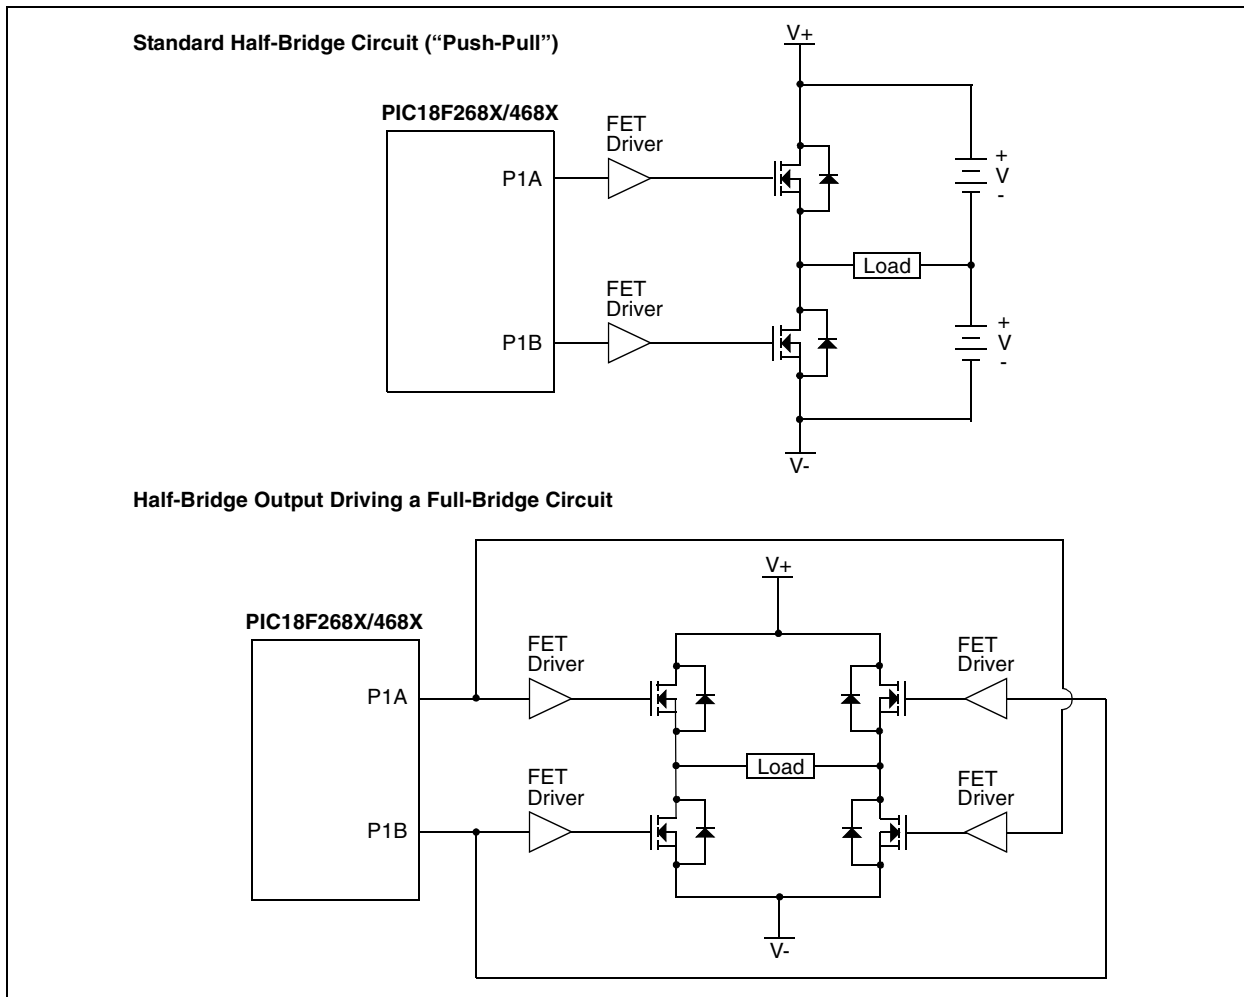 Standard Half-Bridge Circuit (“Push-Pull”)
V+
PIC18F268X/468X
FET
Driver
P1A
+
V
-
Load
FET
Driver
P1B
+
V
-
V-
Half-Bridge Output Driving a Full-Bridge Circuit
V+
PIC18F268X/468X
FET
Driver
FET
Driver
P1A
Load
FET
Driver
FET
Driver
P1B
V-